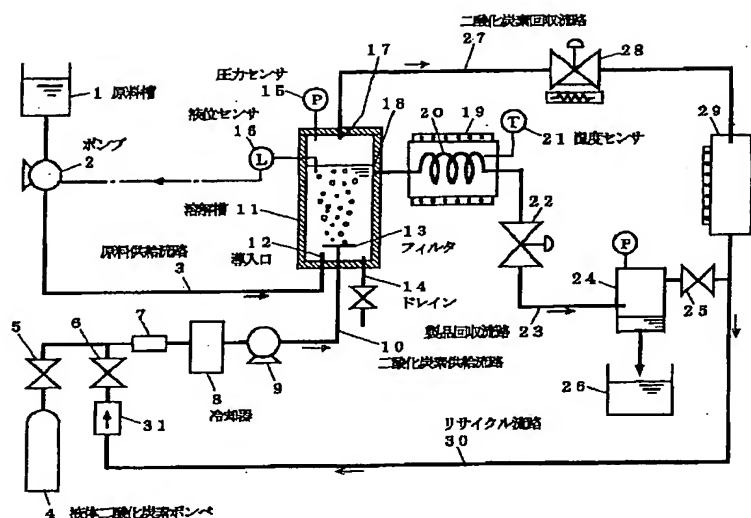 二酸化炭素回収流路
27
28
17
圧力センサ
15
P
18
1 原料槽
液位センサ
16
L
20
19
T
21 温度センサ
29
ポンプ
2
22
溶解槽
11
13
12
フィルタ
導入口
原料供給流路
3
14
ドレイン
P
24
25
23
製品回収流路
5
6
7
8
冷却器
9
10
二酸化炭素供給流路
26
31
リサイクル流路
30
4 液体二酸化炭素ボンベ